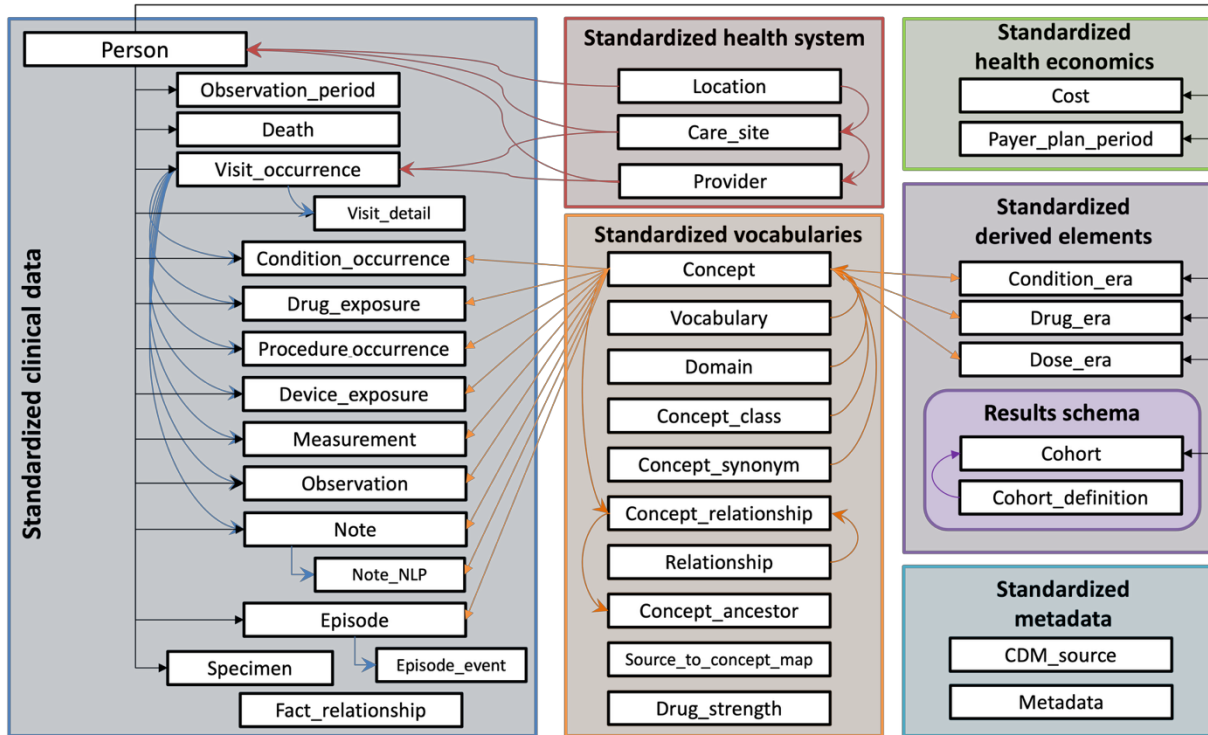 Standardized clinical data
Person
Observation_period
Death
Visit_occurrence
Visit_detail
Condition_occurrence
Drug_exposure
Procedure_occurrence
Device_exposure
Measurement
Observation
Note
Note_NLP
Episode
Episode_event
Specimen
Fact_relationship
Standardized health system
Location
Care_site
Provider
Standardized vocabularies
Concept
Vocabulary
Domain
Concept_class
Concept_synonym
Concept_relationship
Relationship
Concept_ancestor
Source_to_concept_map
Drug_strength
Standardized
health economics
Cost
Payer_plan_period
Standardized
derived elements
Condition_era
Drug_era
Dose_era
Results schema
Cohort
Cohort_definition
Standardized
metadata
CDM_source
Metadata